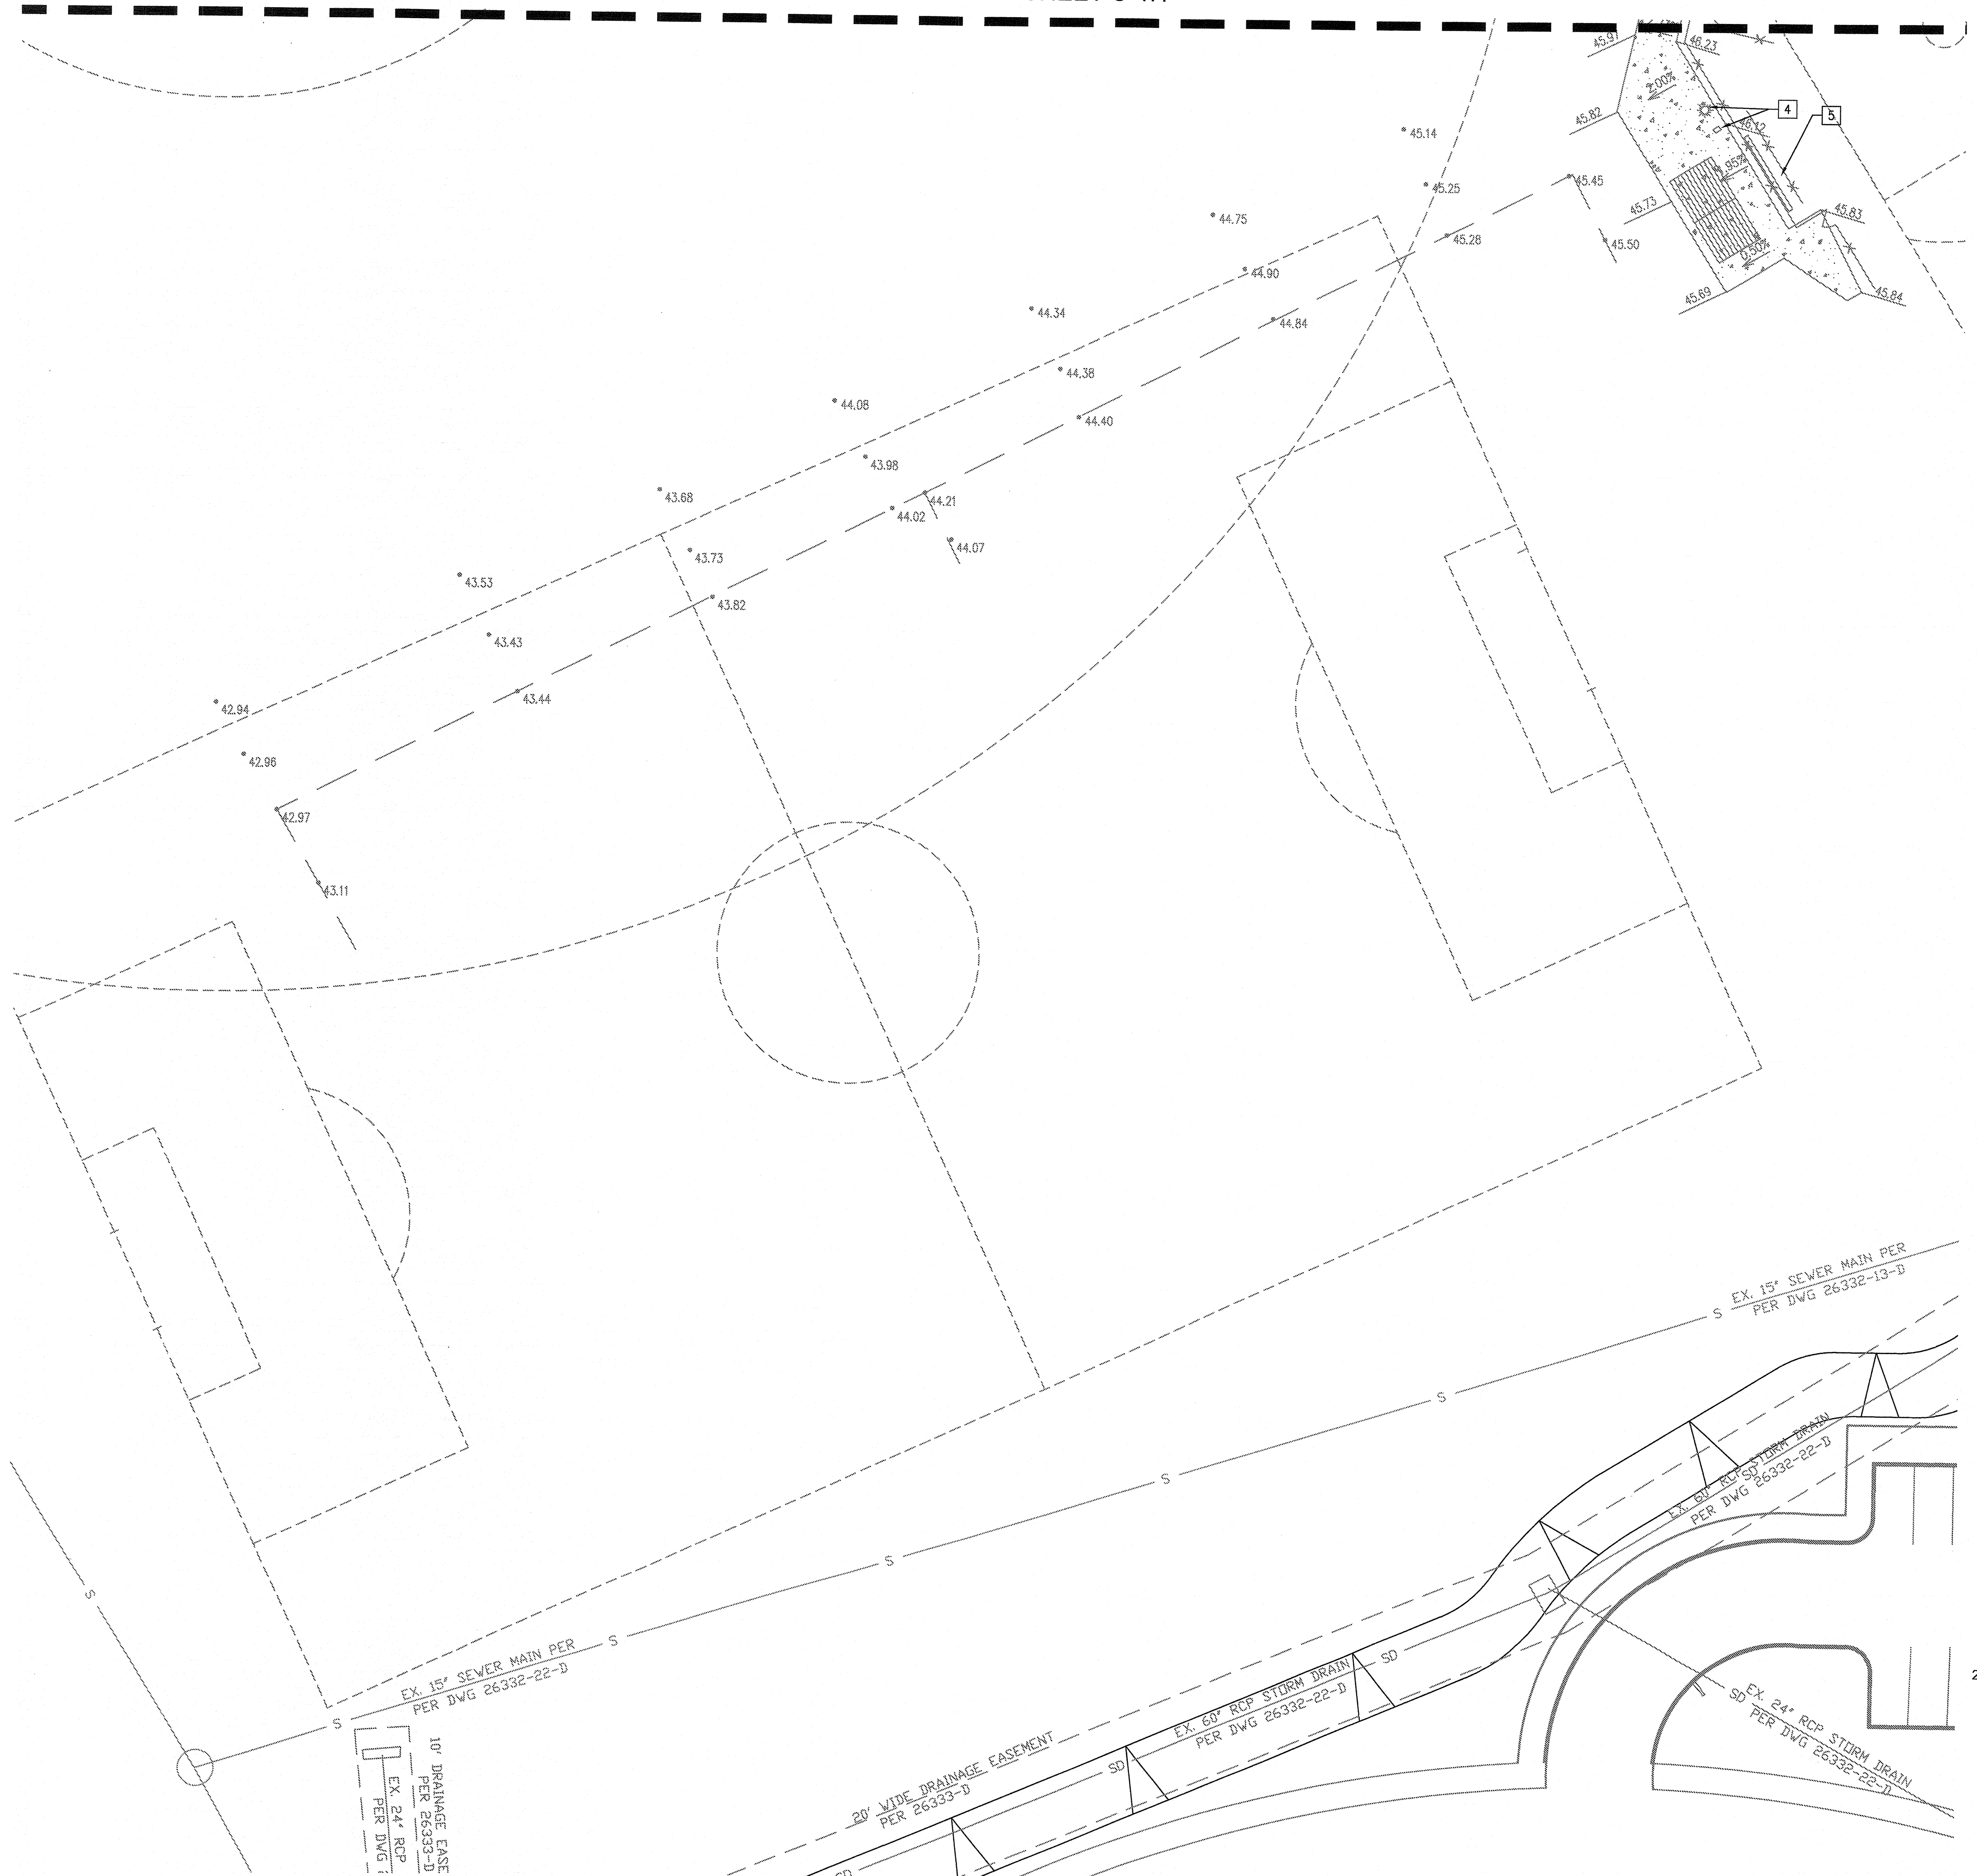 45.97
46.23
2.00%
4
5
45.82
46.12
45.14
.95%
45.45
45.25
45.73
45.83
44.75
45.28
45.50
0.50%
44.90
45.69
45.84
44.34
44.84
44.38
44.08
44.40
43.98
43.68
44.21
44.02
44.07
43.73
43.53
43.82
43.43
43.44
42.94
42.96
42.97
43.11
EX. 15" SEWER MAIN PER
PER DWG 26332-13-D
S
S
S
S
S
S
S
EX. 15" SEWER MAIN PER
PER DWG 26332-22-D
EX. 60" RCP STORM DRAIN
SD
PER DWG 26332-22-D
EX. 60" RCP STORM DRAIN
SD
PER DWG 26332-22-D
20' WIDE DRAINAGE EASEMENT
PER 26333-D
SD
SD
SD
EX. 24" RCP STORM DRAIN
PER DWG 26332-22-D
10' DRAINAGE EASE
PER 26333-D
EX. 24" RCP
PER DWG
2